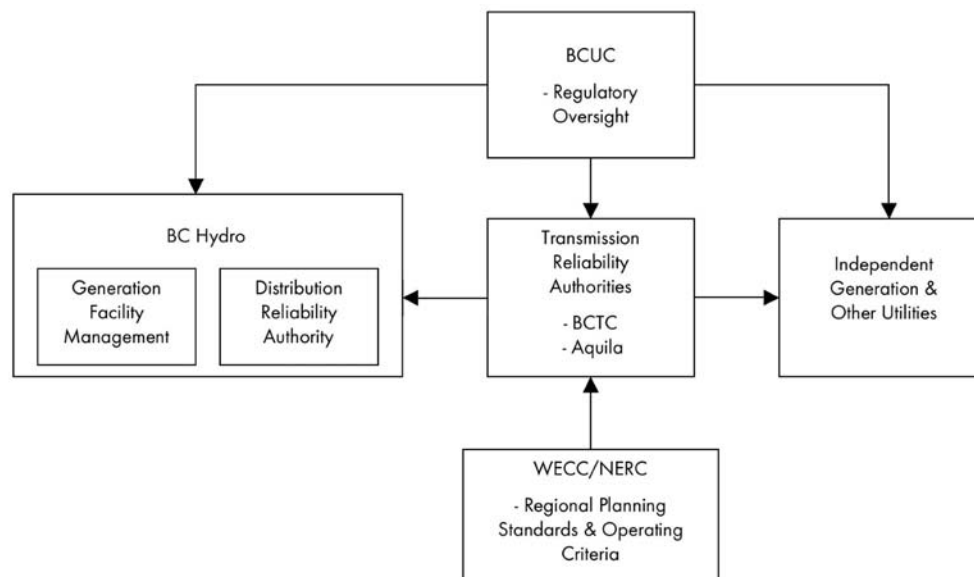 BCUC
- Regulatory
Oversight
BC Hydro
Generation
Facility
Management
Distribution
Reliability
Authority
Transmission
Reliability
Authorities
- BCTC
- Aquila
Independent
Generation &
Other Utilities
WECC/NERC
- Regional Planning
Standards & Operating
Criteria